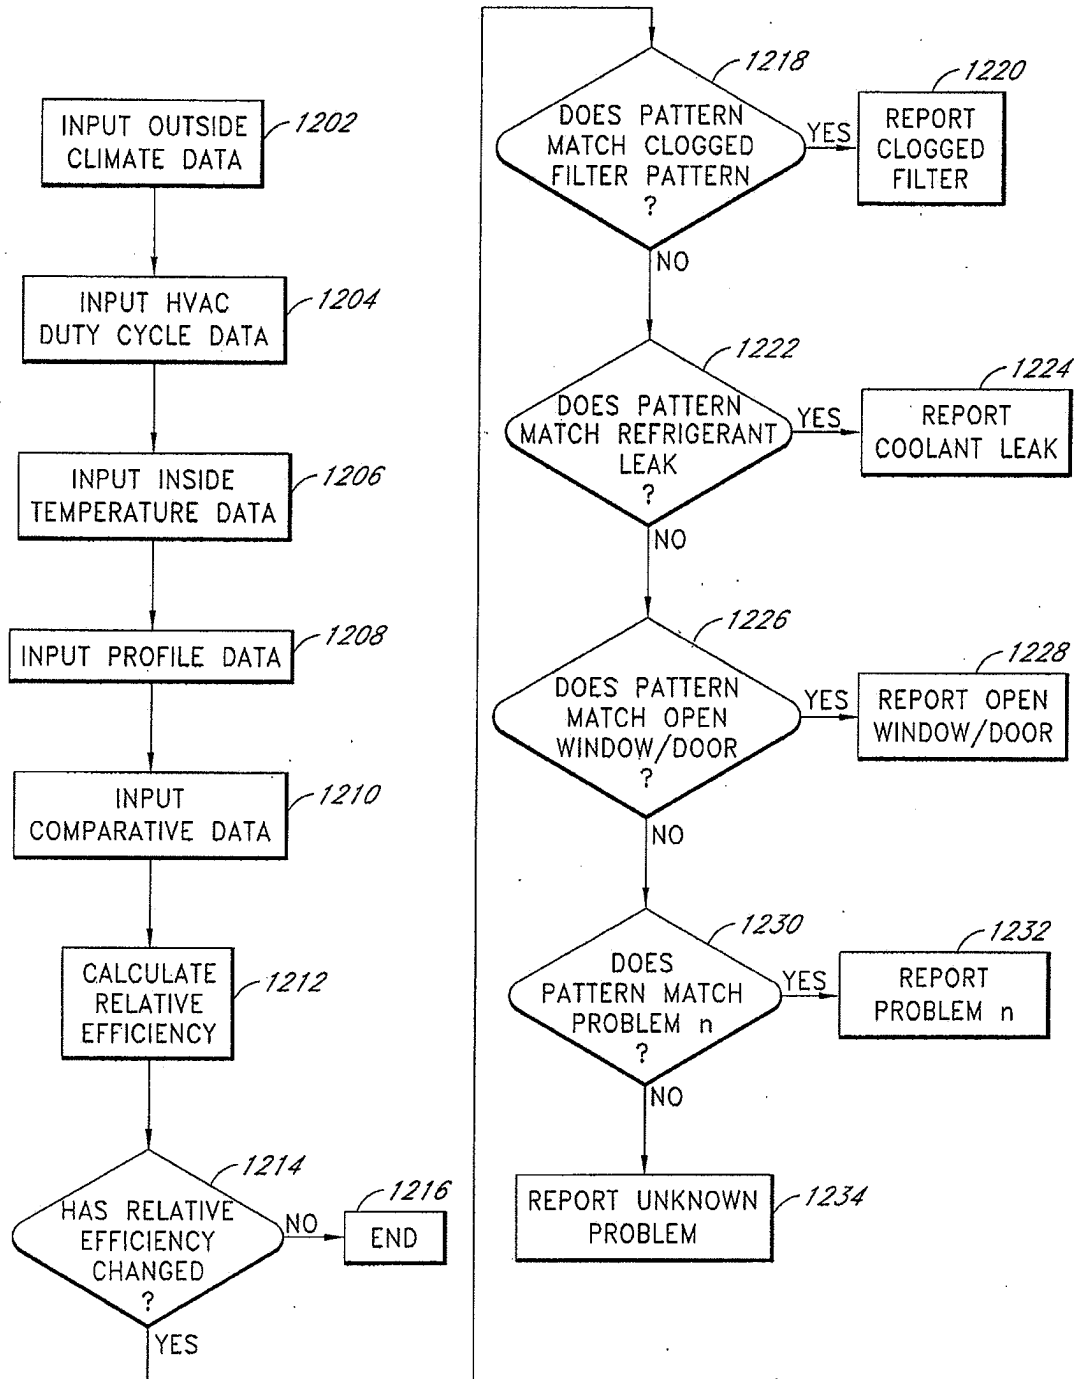 INPUT OUTSIDE
CLIMATE DATA
1202
INPUT HVAC
DUTY CYCLE DATA
1204
INPUT INSIDE
TEMPERATURE DATA
1206
INPUT PROFILE DATA
1208
INPUT
COMPARATIVE DATA
1210
CALCULATE
RELATIVE
EFFICIENCY
1212
HAS RELATIVE
EFFICIENCY
CHANGED
?
1214
NO
END
1216
YES
DOES PATTERN
MATCH CLOGGED
FILTER PATTERN
?
1218
YES
REPORT
CLOGGED
FILTER
1220
NO
DOES PATTERN
MATCH REFRIGERANT
LEAK
?
1222
YES
REPORT
COOLANT LEAK
1224
NO
DOES PATTERN
MATCH OPEN
WINDOW/DOOR
?
1226
YES
REPORT OPEN
WINDOW/DOOR
1228
NO
DOES
PATTERN MATCH
PROBLEM n
?
1230
YES
REPORT
PROBLEM n
1232
NO
REPORT UNKNOWN
PROBLEM
1234